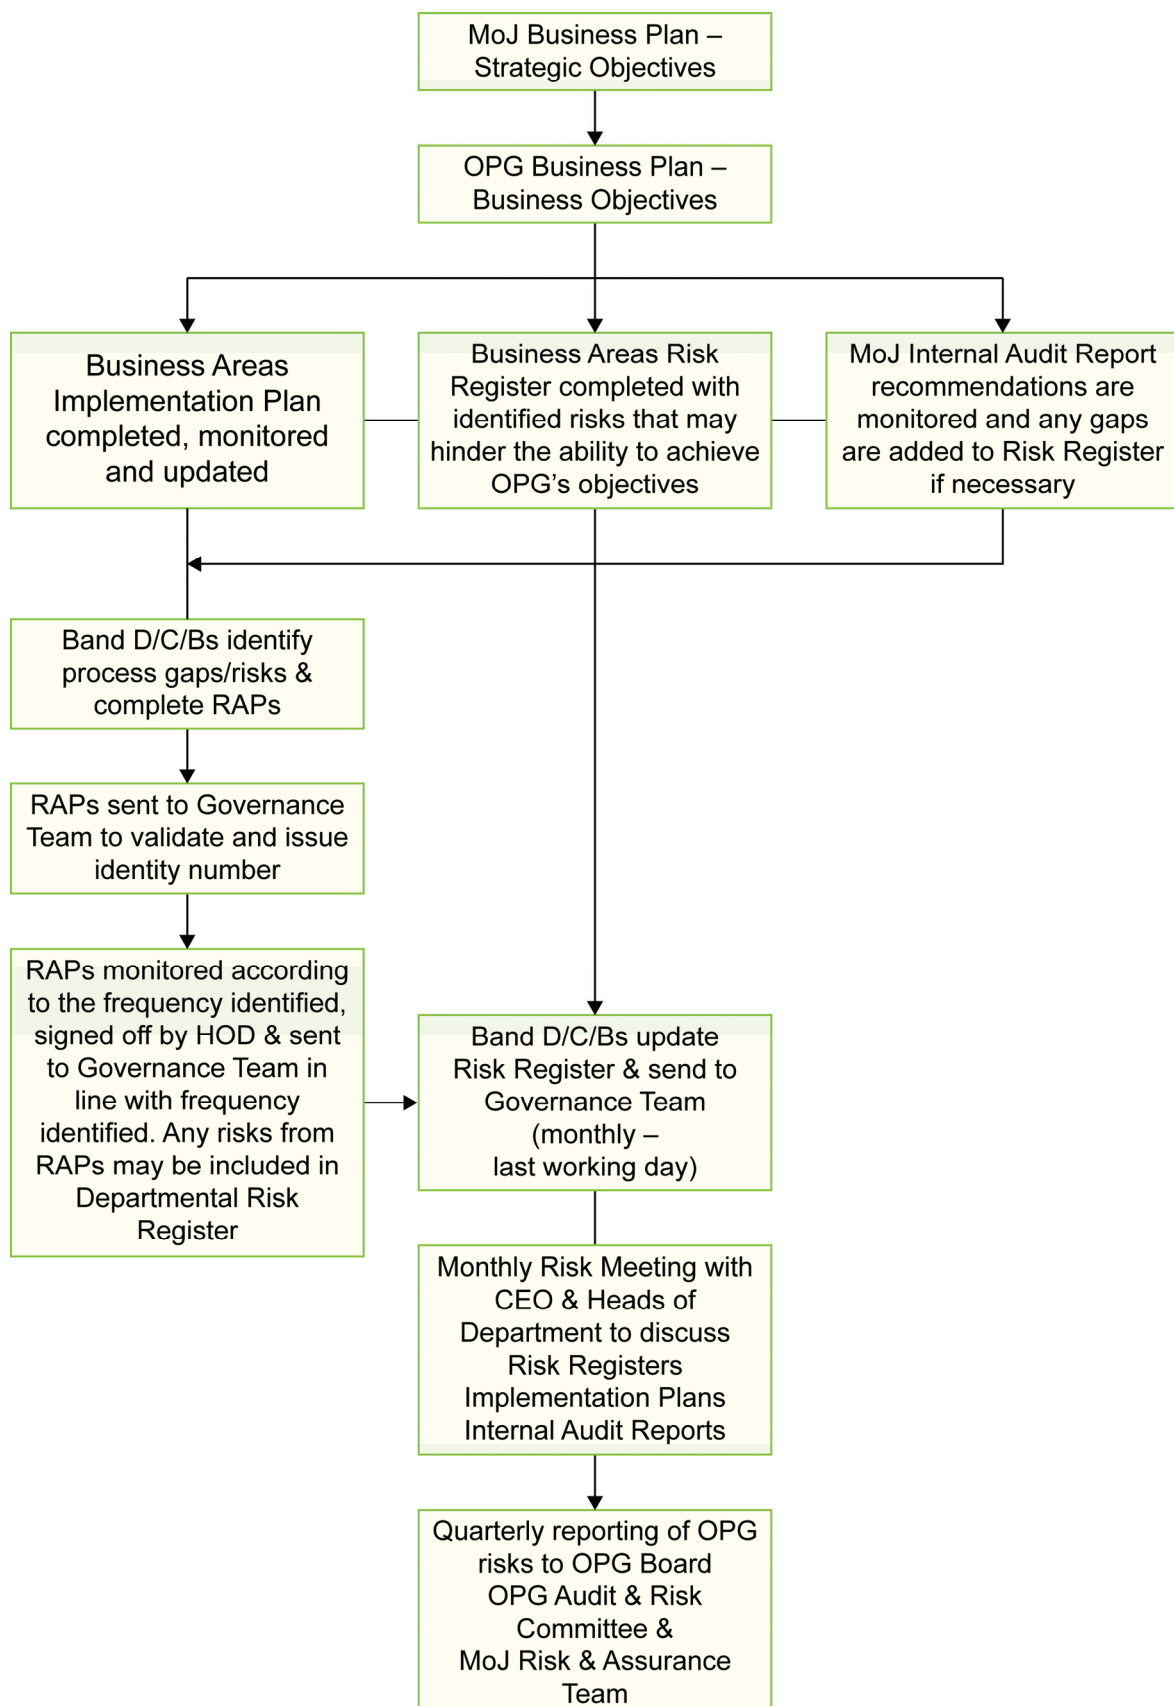 MoJ Business Plan –
Strategic Objectives
OPG Business Plan –
Business Objectives
Business Areas
Implementation Plan
completed, monitored
and updated
Business Areas Risk
Register completed with
identified risks that may
hinder the ability to achieve
OPG’s objectives
MoJ Internal Audit Report
recommendations are
monitored and any gaps
are added to Risk Register
if necessary
Band D/C/Bs identify
process gaps/risks &
complete RAPs
RAPs sent to Governance
Team to validate and issue
identity number
RAPs monitored according
to the frequency identified,
signed off by HOD & sent
to Governance Team in
line with frequency
identified. Any risks from
RAPs may be included in
Departmental Risk
Register
Band D/C/Bs update
Risk Register & send to
Governance Team
(monthly –
last working day)
Monthly Risk Meeting with
CEO & Heads of
Department to discuss
Risk Registers
Implementation Plans
Internal Audit Reports
Quarterly reporting of OPG
risks to OPG Board
OPG Audit & Risk
Committee &
MoJ Risk & Assurance
Team